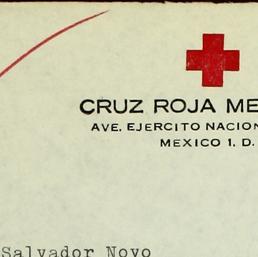 CRUZ ROJA ME
AVE. EJERCITO NACION
MEXICO 1, D.
Salvador Novo